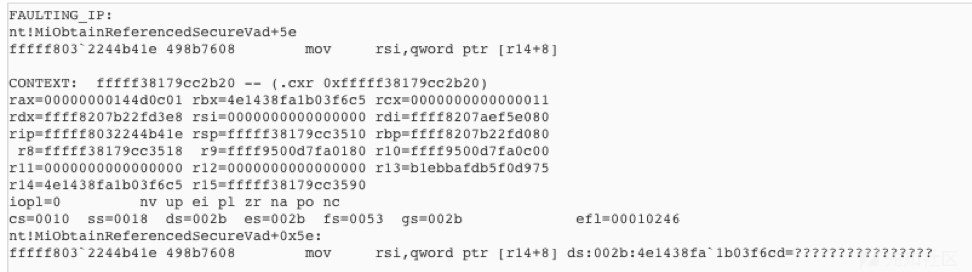 FAULTING_IP:
nt!MiObtainReferencedSecureVad+5e
fffff803`2244b41e 498b7608        mov     rsi,qword ptr [r14+8]
CONTEXT:  fffff38179cc2b20 -- (.cxr 0xfffff38179cc2b20)
rax=00000000144d0c01 rbx=4e1438fa1b03f6c5 rcx=0000000000000011
rdx=ffff8207b22fd3e8 rsi=0000000000000000 rdi=ffff8207aef5e080
rip=fffff8032244b41e rsp=fffff38179cc3510 rbp=ffff8207b22fd080
 r8=fffff38179cc3518  r9=ffff9500d7fa0180 r10=ffff9500d7fa0c00
r11=0000000000000000 r12=0000000000000000 r13=b1ebbafdb5f0d975
r14=4e1438fa1b03f6c5 r15=fffff38179cc3590
iopl=0         nv up ei pl zr na po nc
cs=0010  ss=0018  ds=002b  es=002b  fs=0053  gs=002b             efl=00010246
nt!MiObtainReferencedSecureVad+0x5e:
fffff803`2244b41e 498b7608        mov     rsi,qword ptr [r14+8] ds:002b:4e1438fa`1b03f6cd=????????????????